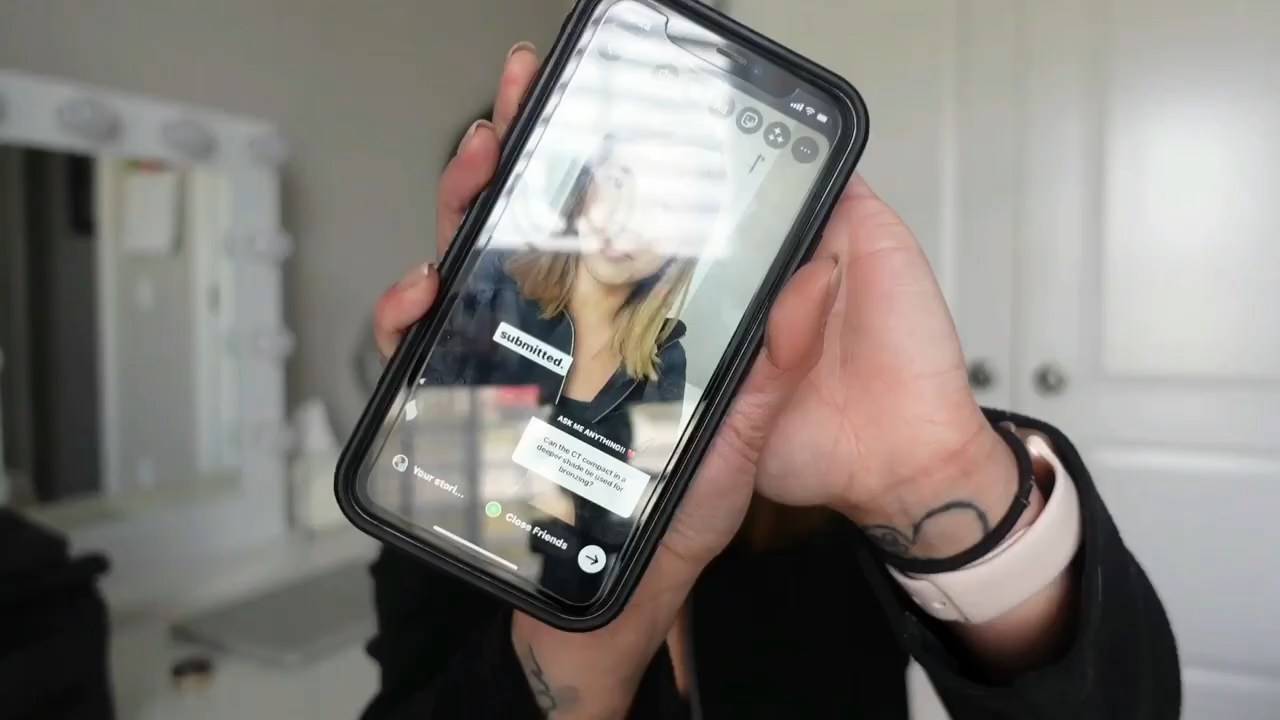 submitted.
ASK ME ANYTHING!!
Can the CT compact in a
deeper shade be used for
bronzing?
Your stori...
Close Friends